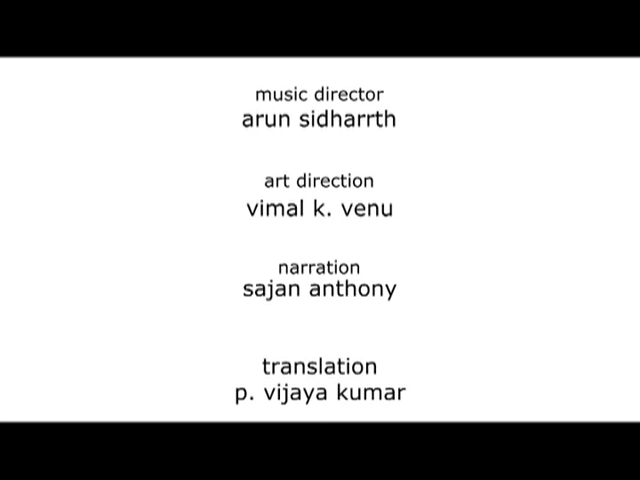 music director
arun sidharrth
art direction
vimal k. venu
narration
sajan anthony
translation
p. vijaya kumar